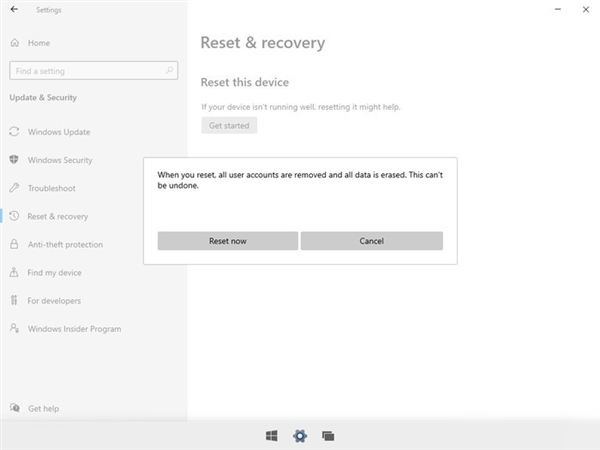 Settings
Home
Find a setting
Update & Security
Windows Update
Windows Security
Troubleshoot
Reset & recovery
Anti-theft protection
Find my device
For developers
Windows Insider Program
Get help
Reset & recovery
Reset this device
If your device isn't running well, resetting it might help.
Get started
When you reset, all user accounts are removed and all data is erased. This can't
be undone.
Reset now
Cancel